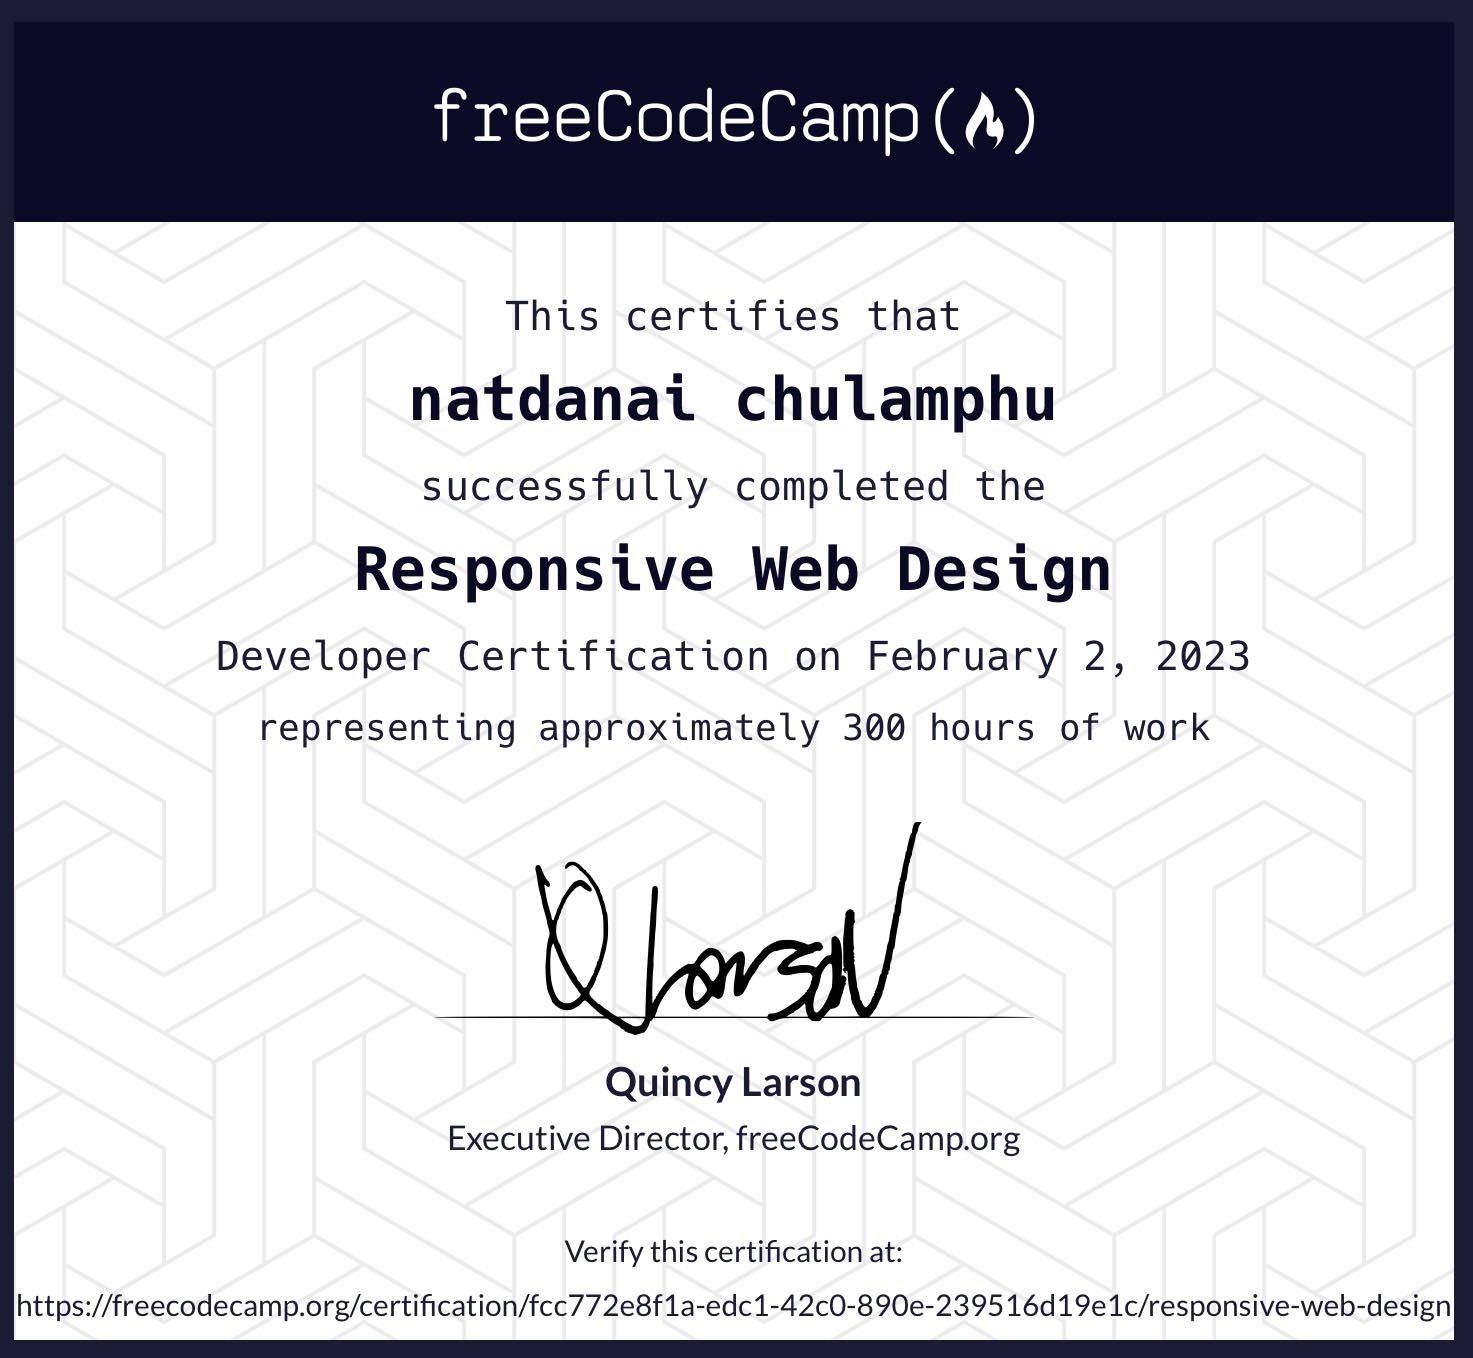 freeCodeCamp
This certifies that
natdanai chulamphu
successfully completed the
Responsive Web Design
Developer Certification on February 2, 2023
representing approximately 300 hours of work
Q Larson
Quincy Larson
Executive Director, freeCodeCamp.org
Verify this certification at:
https://freecodecamp.org/certification/fcc772e8f1a-edc1-42c0-890e-239516d19e1c/responsive-web-design